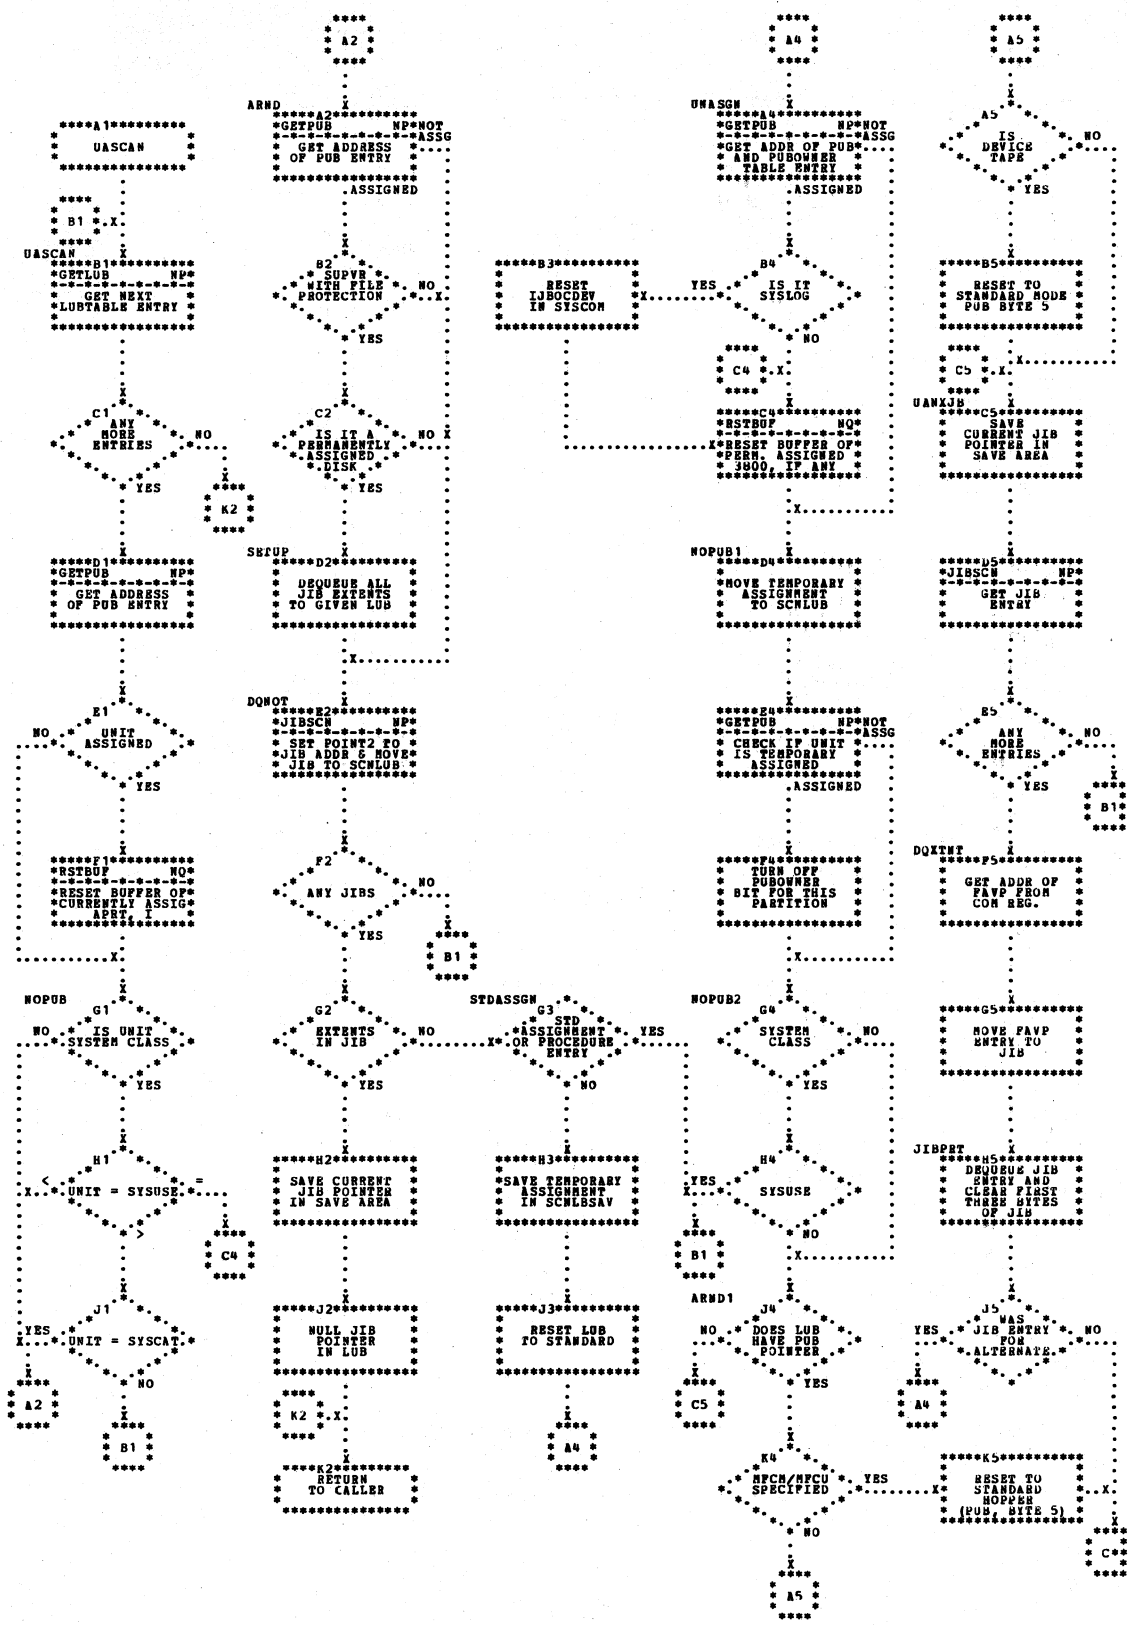 A2
A4
A5
ARND
A2
*GETPUB NP*NOT
ASSG
GET ADDRESS
OF PUB ENTRY
ASSIGNED
UNASGN
A4
*GETPUB NP*NOT
ASSG
*GET ADDR OF PUB*
AND PUBOWNER
TABLE ENTRY
ASSIGNED
A5
IS
DEVICE
TAPE
NO
YES
A1
UASCAN
B1
UASCAN
B1
*GETLUB NP*
GET NEXT
*LUBTABLE ENTRY
B2
SUPVR
WITH FILE
PROTECTION
NO
YES
B3
RESET
IJBOCDEV
IN SYSCOM
YES
B4
IS IT
SYSLOG
NO
B5
RESET TO
STANDARD MODE
PUB BYTE 5
C4
C5
C1
ANY
MORE
ENTRIES
NO
YES
K2
C2
IS IT A
PERMANENTLY
ASSIGNED
DISK
NO
YES
C4
*RSTBUF NQ*
*RESET BUFFER OF*
PERM. ASSIGNED
3800, IF ANY
UANXJB
C5
SAVE
CURRENT JIB
POINTER IN
SAVE AREA
D1
*GETPUB NP*
GET ADDRESS
OF PUB ENTRY
SETUP
D2
DEQUEUE ALL
JIB EXTENTS
TO GIVEN LUB
NOPUB1
D4
*MOVE TEMPORARY
ASSIGNMENT
TO SCNLUB
D5
*JIBSCN NP*
GET JIB
ENTRY
E1
NO
UNIT
ASSIGNED
YES
DQNOT
E2
*JIBSCN NP*
SET POINT2 TO
*JIB ADDR & MOVE*
JIB TO SCNLUB
E4
*GETPUB NP*NOT
ASSG
CHECK IF UNIT
IS TEMPORARY
ASSIGNED
ASSIGNED
E5
ANY
MORE
ENTRIES
NO
YES
B1
F1
*RSTBUF NQ*
*RESET BUFFER OF*
*CURRENTLY ASSIG*
APRT, I
F2
ANY JIBS
NO
YES
B1
F4
TURN OFF
PUBOWNER
BIT FOR THIS
PARTITION
DQXTNT
F5
GET ADDR OF
FAVP FROM
COM REG.
NOPUB
G1
NO
IS UNIT
SYSTEM CLASS
YES
G2
EXTENTS
IN JIB
NO
YES
STDASSGN
G3
STD
*ASSIGNMENT
OR PROCEDURE
ENTRY
YES
NO
NOPUB2
G4
SYSTEM
CLASS
NO
YES
G5
MOVE FAVP
ENTRY TO
JIB
H1
<
UNIT = SYSUSE
=
>
C4
H2
SAVE CURRENT
JIB POINTER
IN SAVE AREA
H3
*SAVE TEMPORARY
ASSIGNMENT
IN SCNLBSAV
YES
H4
SYSUSE
NO
B1
JIBPRT
H5
DEQUEUE JIB
ENTRY AND
CLEAR FIRST
THREE BYTES
OF JIB
J1
YES
UNIT = SYSCAT
NO
A2
B1
J2
NULL JIB
POINTER
IN LUB
J3
RESET LUB
TO STANDARD
A4
ARND1
J4
NO
DOES LUB
HAVE PUB
POINTER
YES
C5
J5
WAS
YES
JIB ENTRY
FOR
ALTERNATE
NO
A4
K2
K2
RETURN
TO CALLER
K4
MFCM/MFCU
SPECIFIED
YES
NO
K5
RESET TO
STANDARD
HOPPER
(PUB, BYTE 5)
A5
C**